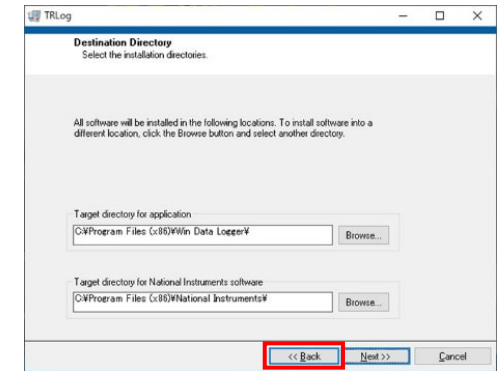 TRLog
Destination Directory
Select the installation directories.
All software will be installed in the following locations. To install software into a
different location, click the Browse button and select another directory.
Target directory for application
C:¥Program Files (x86)¥Win Data Logger¥
Browse...
Target directory for National Instruments software
C:¥Program Files (x86)¥National Instruments¥
Browse...
<< Back
Next >>
Cancel